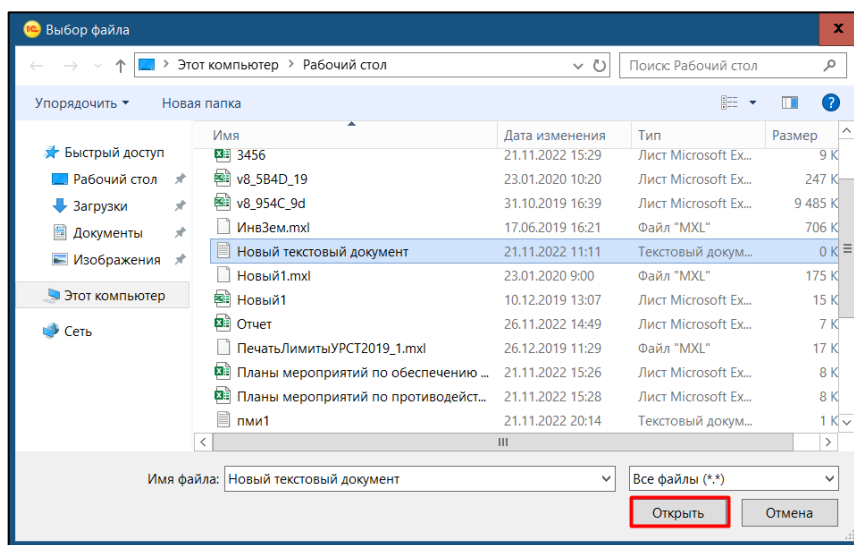 1С Выбор файла
Этот компьютер > Рабочий стол
Поиск: Рабочий стол
Упорядочить Новая папка
Имя Дата изменения Тип Размер
Быстрый доступ
Рабочий стол
Загрузки
Документы
Изображения
Этот компьютер
Сеть
3456 21.11.2022 15:29 Лист Microsoft Ex... 9 К
v8_5B4D_19 23.01.2020 10:20 Лист Microsoft Ex... 247 К
v8_954C_9d 31.10.2019 16:39 Лист Microsoft Ex... 9 485 К
ИнвЗем.mxl 17.06.2019 16:21 Файл "MXL" 706 К
Новый текстовый документ 21.11.2022 11:11 Текстовый докум... 0 К
Новый1.mxl 23.01.2020 9:00 Файл "MXL" 175 К
Новый1 10.12.2019 13:07 Лист Microsoft Ex... 15 К
Отчет 26.11.2022 14:49 Лист Microsoft Ex... 7 К
ПечатьЛимитыУРСТ2019_1.mxl 26.12.2019 11:29 Файл "MXL" 17 К
Планы мероприятий по обеспечению ... 21.11.2022 15:26 Лист Microsoft Ex... 8 К
Планы мероприятий по противодейст... 21.11.2022 15:28 Лист Microsoft Ex... 8 К
пми1 21.11.2022 20:14 Текстовый докум... 1 К
Имя файла: Новый текстовый документ Все файлы (*.*)
Открыть Отмена